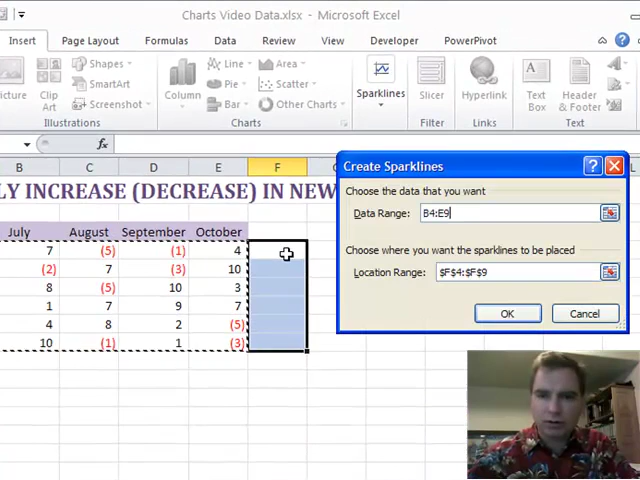 Charts Video Data.xlsx - Microsoft Excel
Insert Page Layout Formulas Data Review View Developer PowerPivot
Picture Clip Art Shapes SmartArt Screenshot Column Line Pie Bar Area Scatter Other Charts Sparklines Slicer Hyperlink Text Box Header & Footer
Illustrations Charts Filter Links Text
fx
B C D E F L
LY INCREASE (DECREASE) IN NEW
July August September October
7 (5) (1) 4
(2) 7 (3) 10
8 (5) 10 3
1 7 9 7
4 8 2 (5)
10 (1) 1 (3)
Create Sparklines
Choose the data that you want
Data Range: B4:E9
Choose where you want the sparklines to be placed
Location Range: $F$4:$F$9
OK Cancel